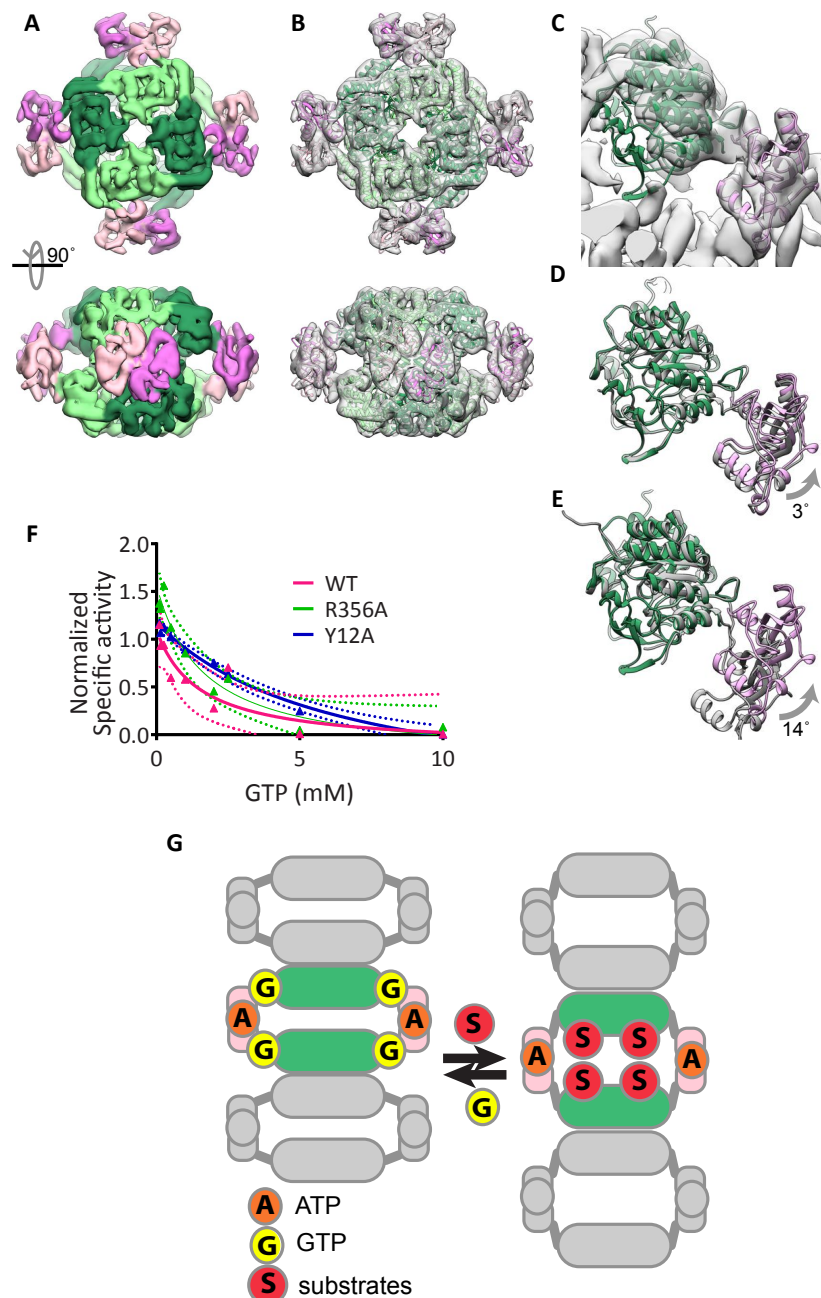 A
B
C
90°
D
3°
E
14°
F
2.0
1.5
1.0
0.5
0.0
Normalized
Specific activity
WT
R356A
Y12A
0
5
10
GTP (mM)
G
G
G
A
A
G
G
S
G
S
S
A
A
S
S
A
ATP
G
GTP
S
substrates